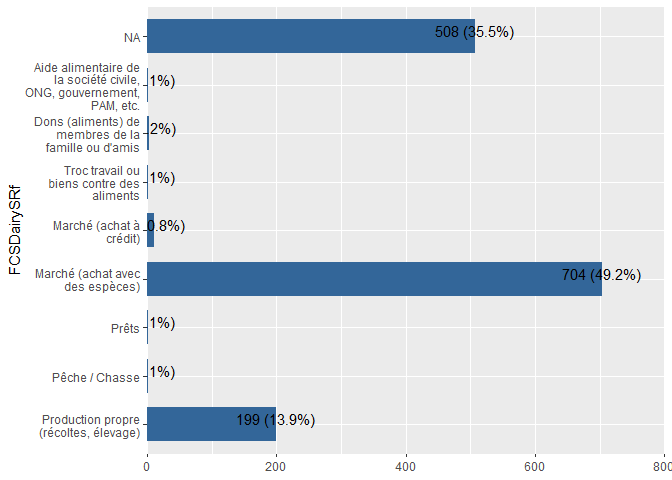 NA
508 (35.5%)
Aide alimentaire de
la société civile,
ONG, gouvernement,
PAM, etc.
1%)
Dons (aliments) de
membres de la
famille ou d'amis
2%)
Troc travail ou
biens contre des
aliments
1%)
Marché (achat à
crédit)
0.8%)
Marché (achat avec
des espèces)
704 (49.2%)
Prêts
1%)
Pêche / Chasse
1%)
Production propre
(récoltes, élevage)
199 (13.9%)
FCSDairySRf
0
200
400
600
800